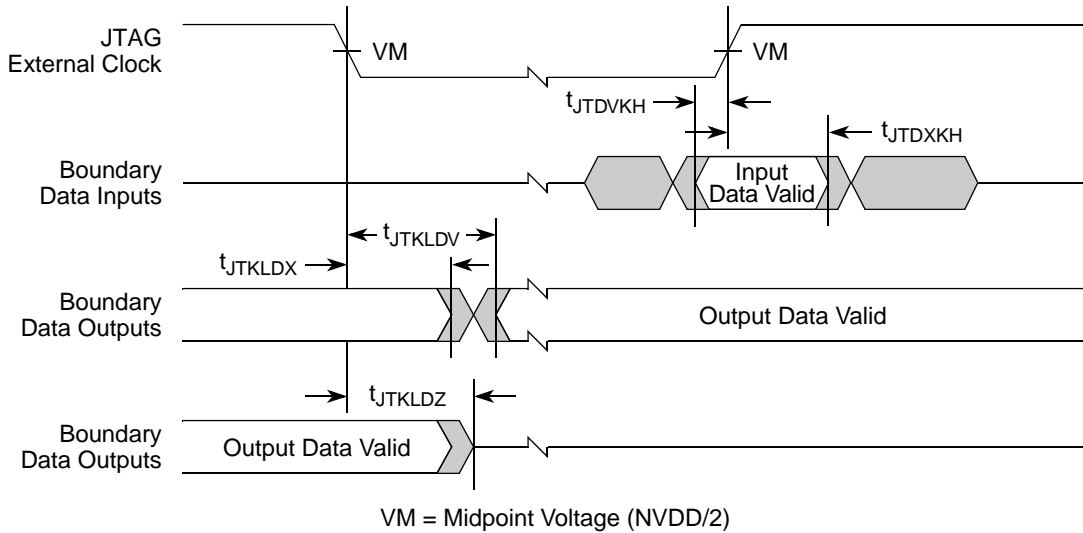 JTAG
External Clock
VM
VM
tJTDVKH
tJTDXKH
Boundary
Data Inputs
Input
Data Valid
tJTKLDV
tJTKLDX
Boundary
Data Outputs
Output Data Valid
tJTKLDZ
Boundary
Data Outputs
Output Data Valid
VM = Midpoint Voltage (NVDD/2)